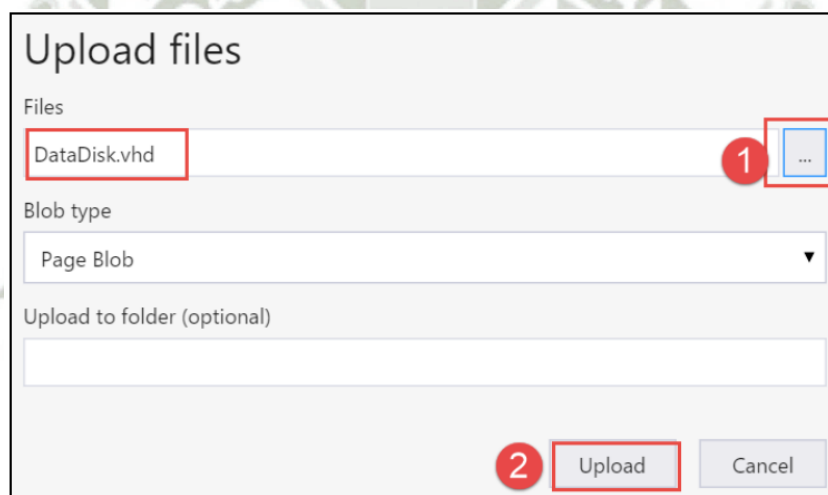 Upload files
Files
DataDisk.vhd
1
...
Blob type
Page Blob
Upload to folder (optional)
2
Upload
Cancel